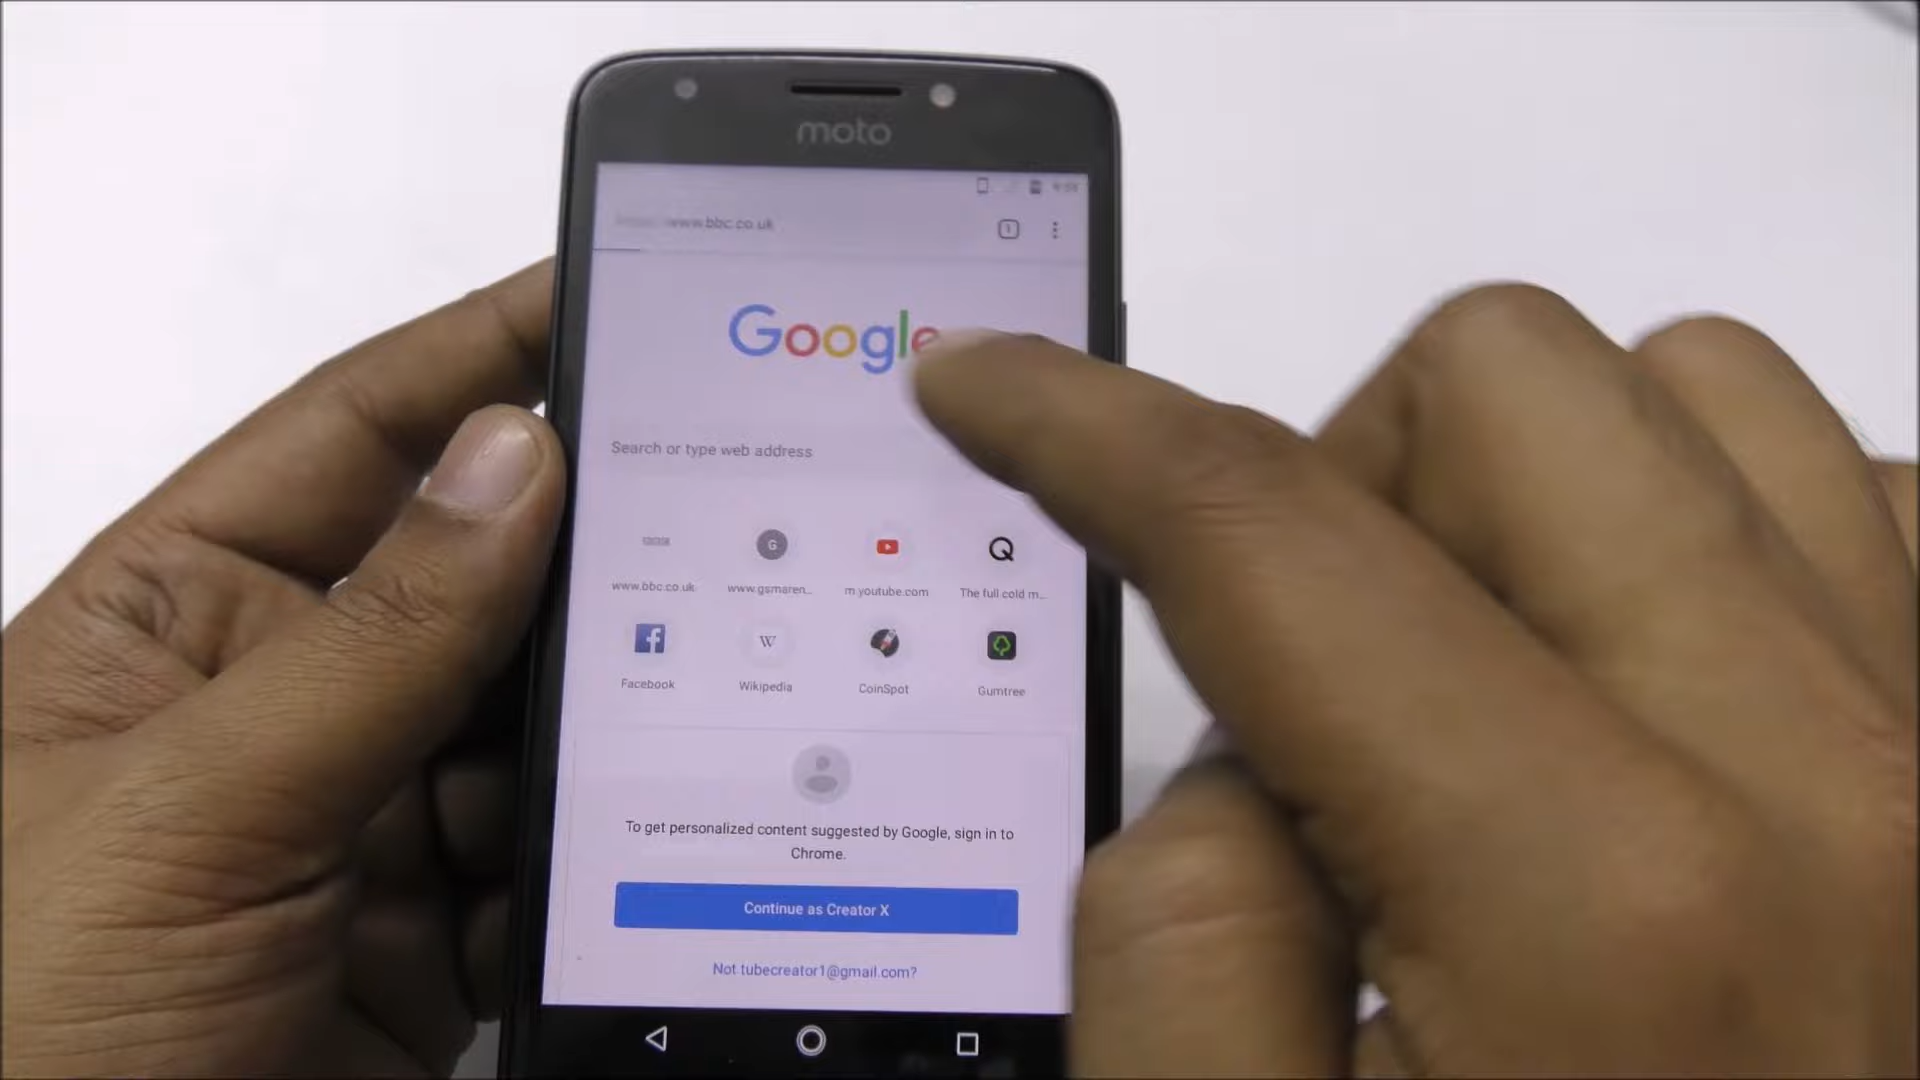 moto
www.bbc.co.uk
1
Google
Search or type web address
BBC
G
Q
www.bbc.co.uk
www.gsmaren...
m.youtube.com
The full cold m...
f
W
Facebook
Wikipedia
CoinSpot
Gumtree
To get personalized content suggested by Google, sign in to
Chrome.
Continue as Creator X
Not tubecreator1@gmail.com?